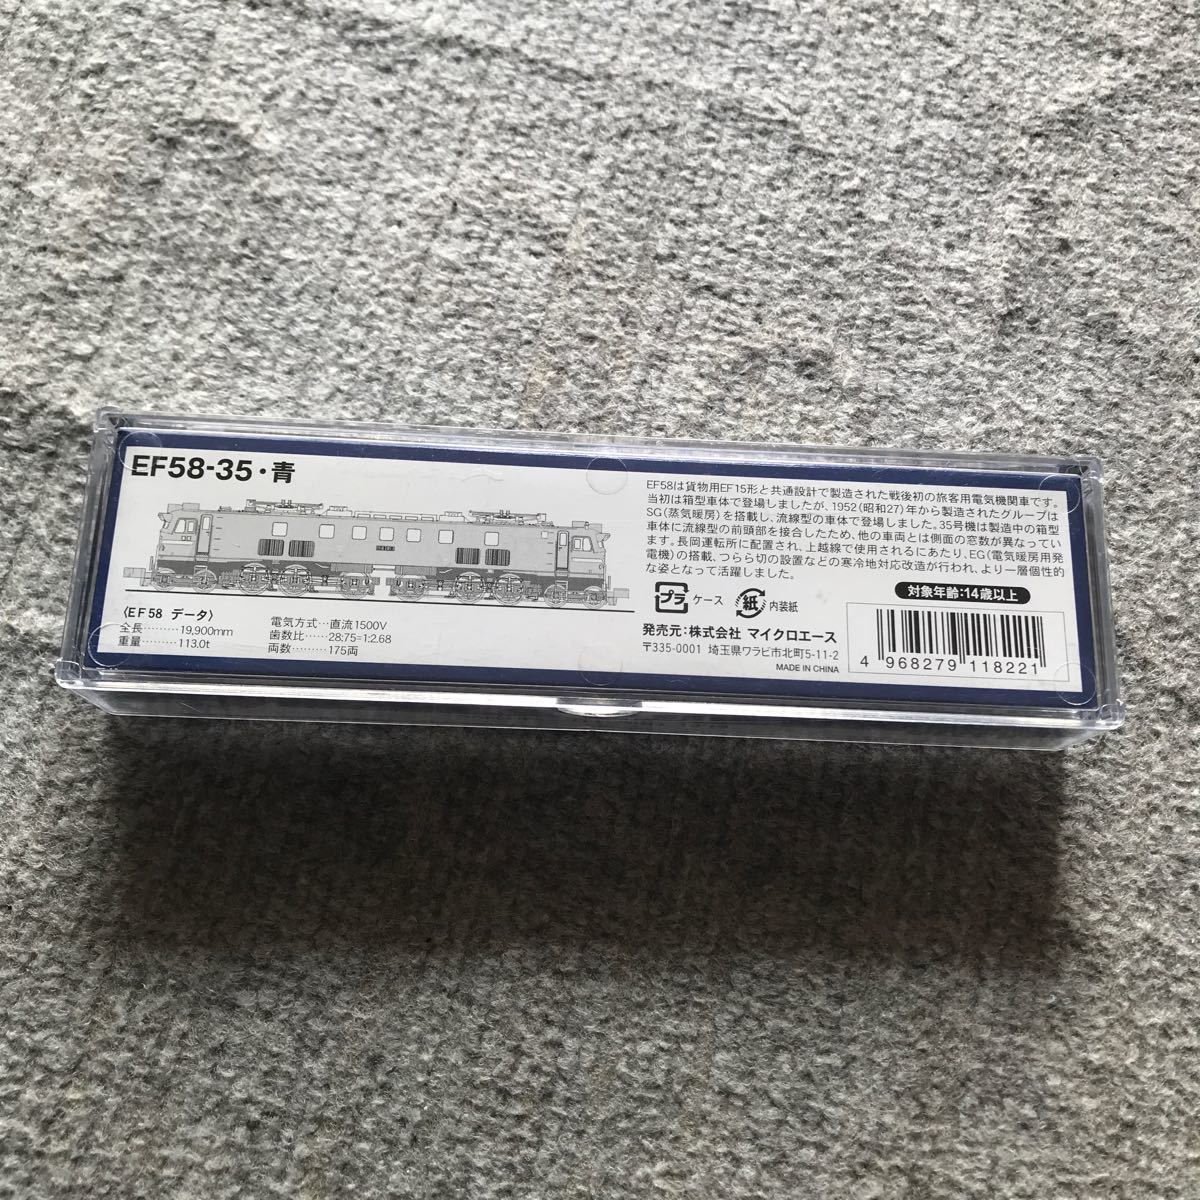 EF58-35・青
〈EF58 データ〉
全長………19,900mm
重量………113.0t
電気方式…直流1500V
歯数比……28:75=1:2.68
両数………175両
EF58は貨物用EF15形と共通設計で製造された戦後初の旅客用電気機関車です。
当初は箱型車体で登場しましたが、1952(昭和27)年から製造されたグループは
SG(蒸気暖房)を搭載し、流線型の車体で登場しました。35号機は製造中の箱型
車体に流線型の前頭部を接合したため、他の車両とは側面の窓数が異なってい
ます。長岡運転所に配置され、上越線で使用されるにあたり、EG(電気暖房用発
電機)の搭載、つらら切の設置などの寒冷地対応改造が行われ、より一層個性的
な姿となって活躍しました。
プラ ケース 紙 内装紙
対象年齢:14歳以上
発売元:株式会社 マイクロエース
〒335-0001 埼玉県ワラビ市北町5-11-2
MADE IN CHINA
4 968279 118221